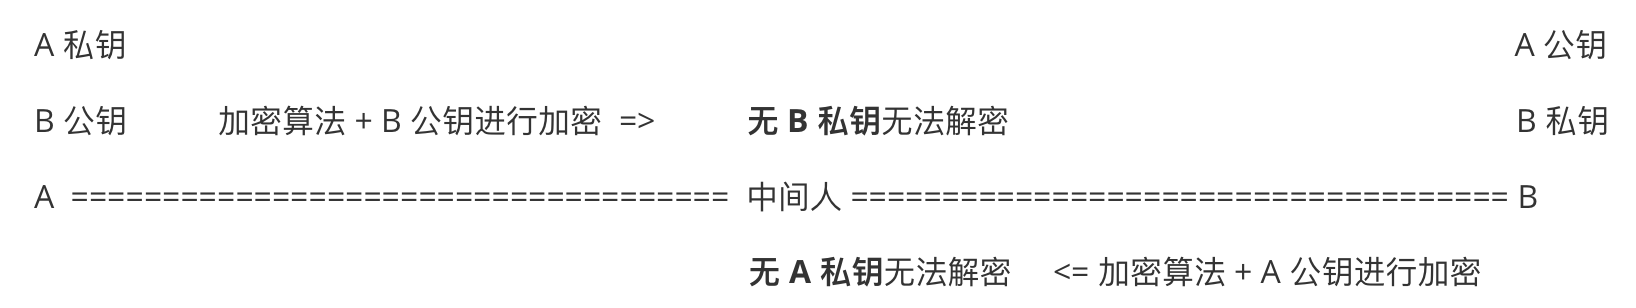 A 私钥 A 公钥
B 公钥 加密算法 + B 公钥进行加密 => 无 B 私钥无法解密 B 私钥
A ==================================== 中间人 ==================================== B
无 A 私钥无法解密 <= 加密算法 + A 公钥进行加密